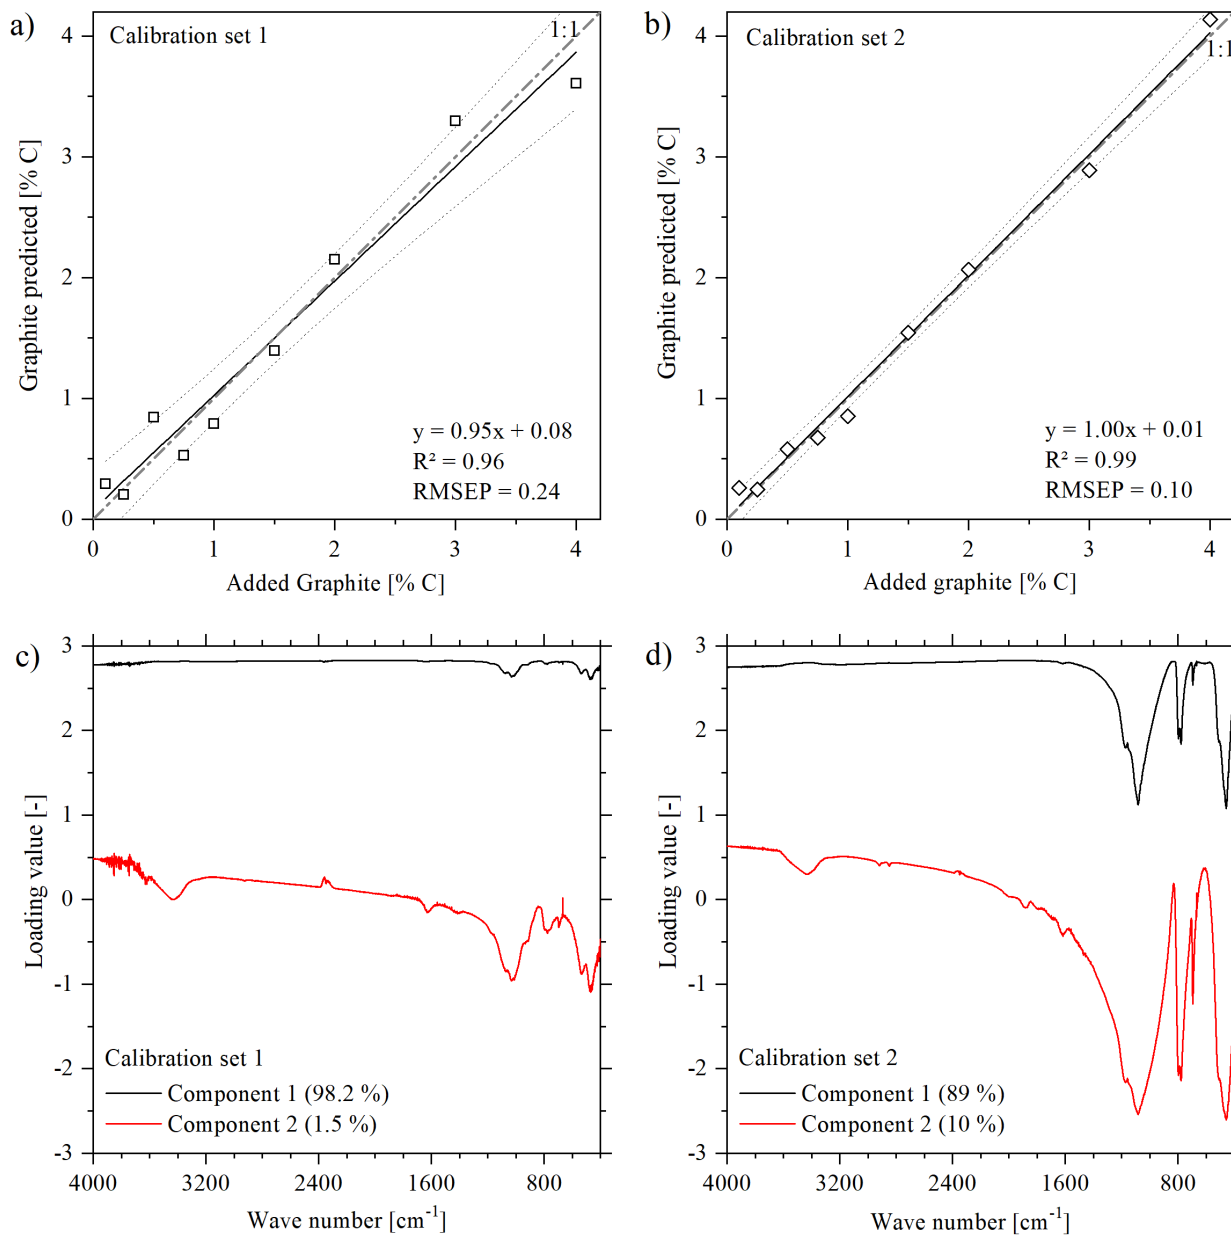 a)
Calibration set 1
1:1
4
3
2
1
0
Graphite predicted [% C]
y = 0.95x + 0.08
R² = 0.96
RMSEP = 0.24
0 1 2 3 4
Added Graphite [% C]
b)
Calibration set 2
1:1
4
3
2
1
0
Graphite predicted [% C]
y = 1.00x + 0.01
R² = 0.99
RMSEP = 0.10
0 1 2 3 4
Added graphite [% C]
c)
3
2
1
0
-1
-2
-3
Loading value [-]
Calibration set 1
Component 1 (98.2 %)
Component 2 (1.5 %)
4000 3200 2400 1600 800
Wave number [cm⁻¹]
d)
3
2
1
0
-1
-2
-3
Loading value [-]
Calibration set 2
Component 1 (89 %)
Component 2 (10 %)
4000 3200 2400 1600 800
Wave number [cm⁻¹]